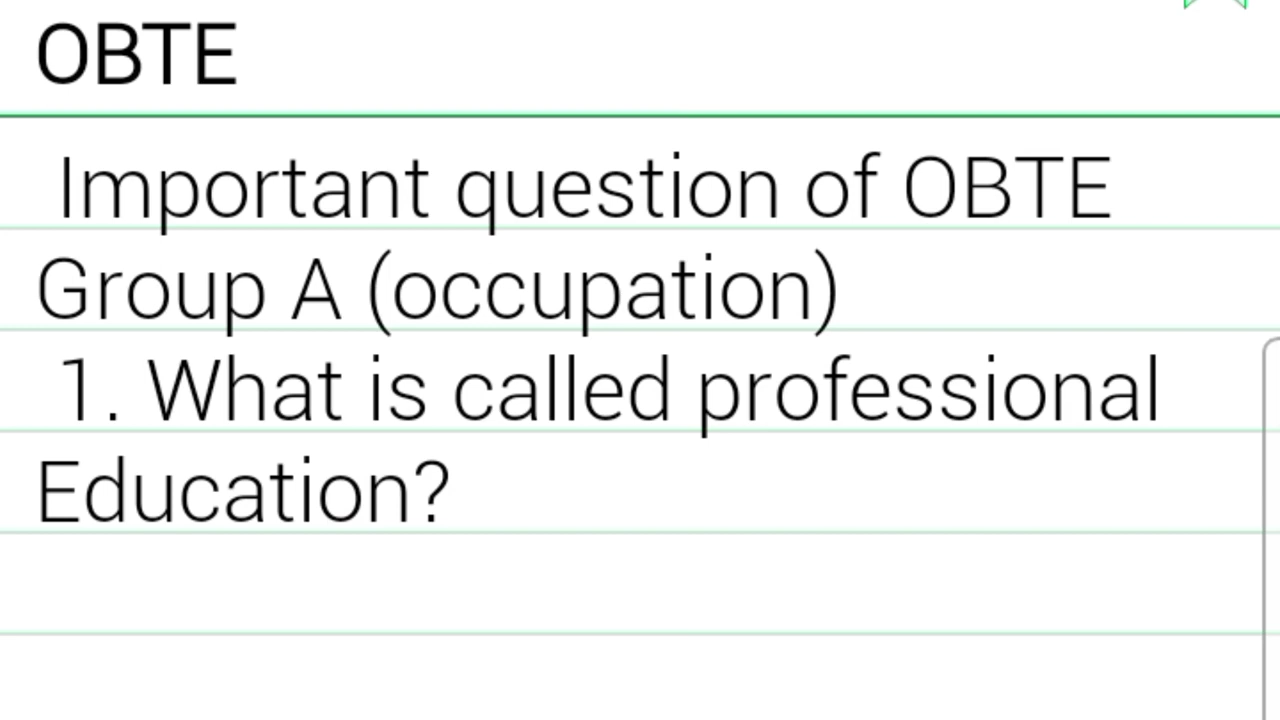 OBTE
Important question of OBTE
Group A (occupation)
1. What is called professional
Education?